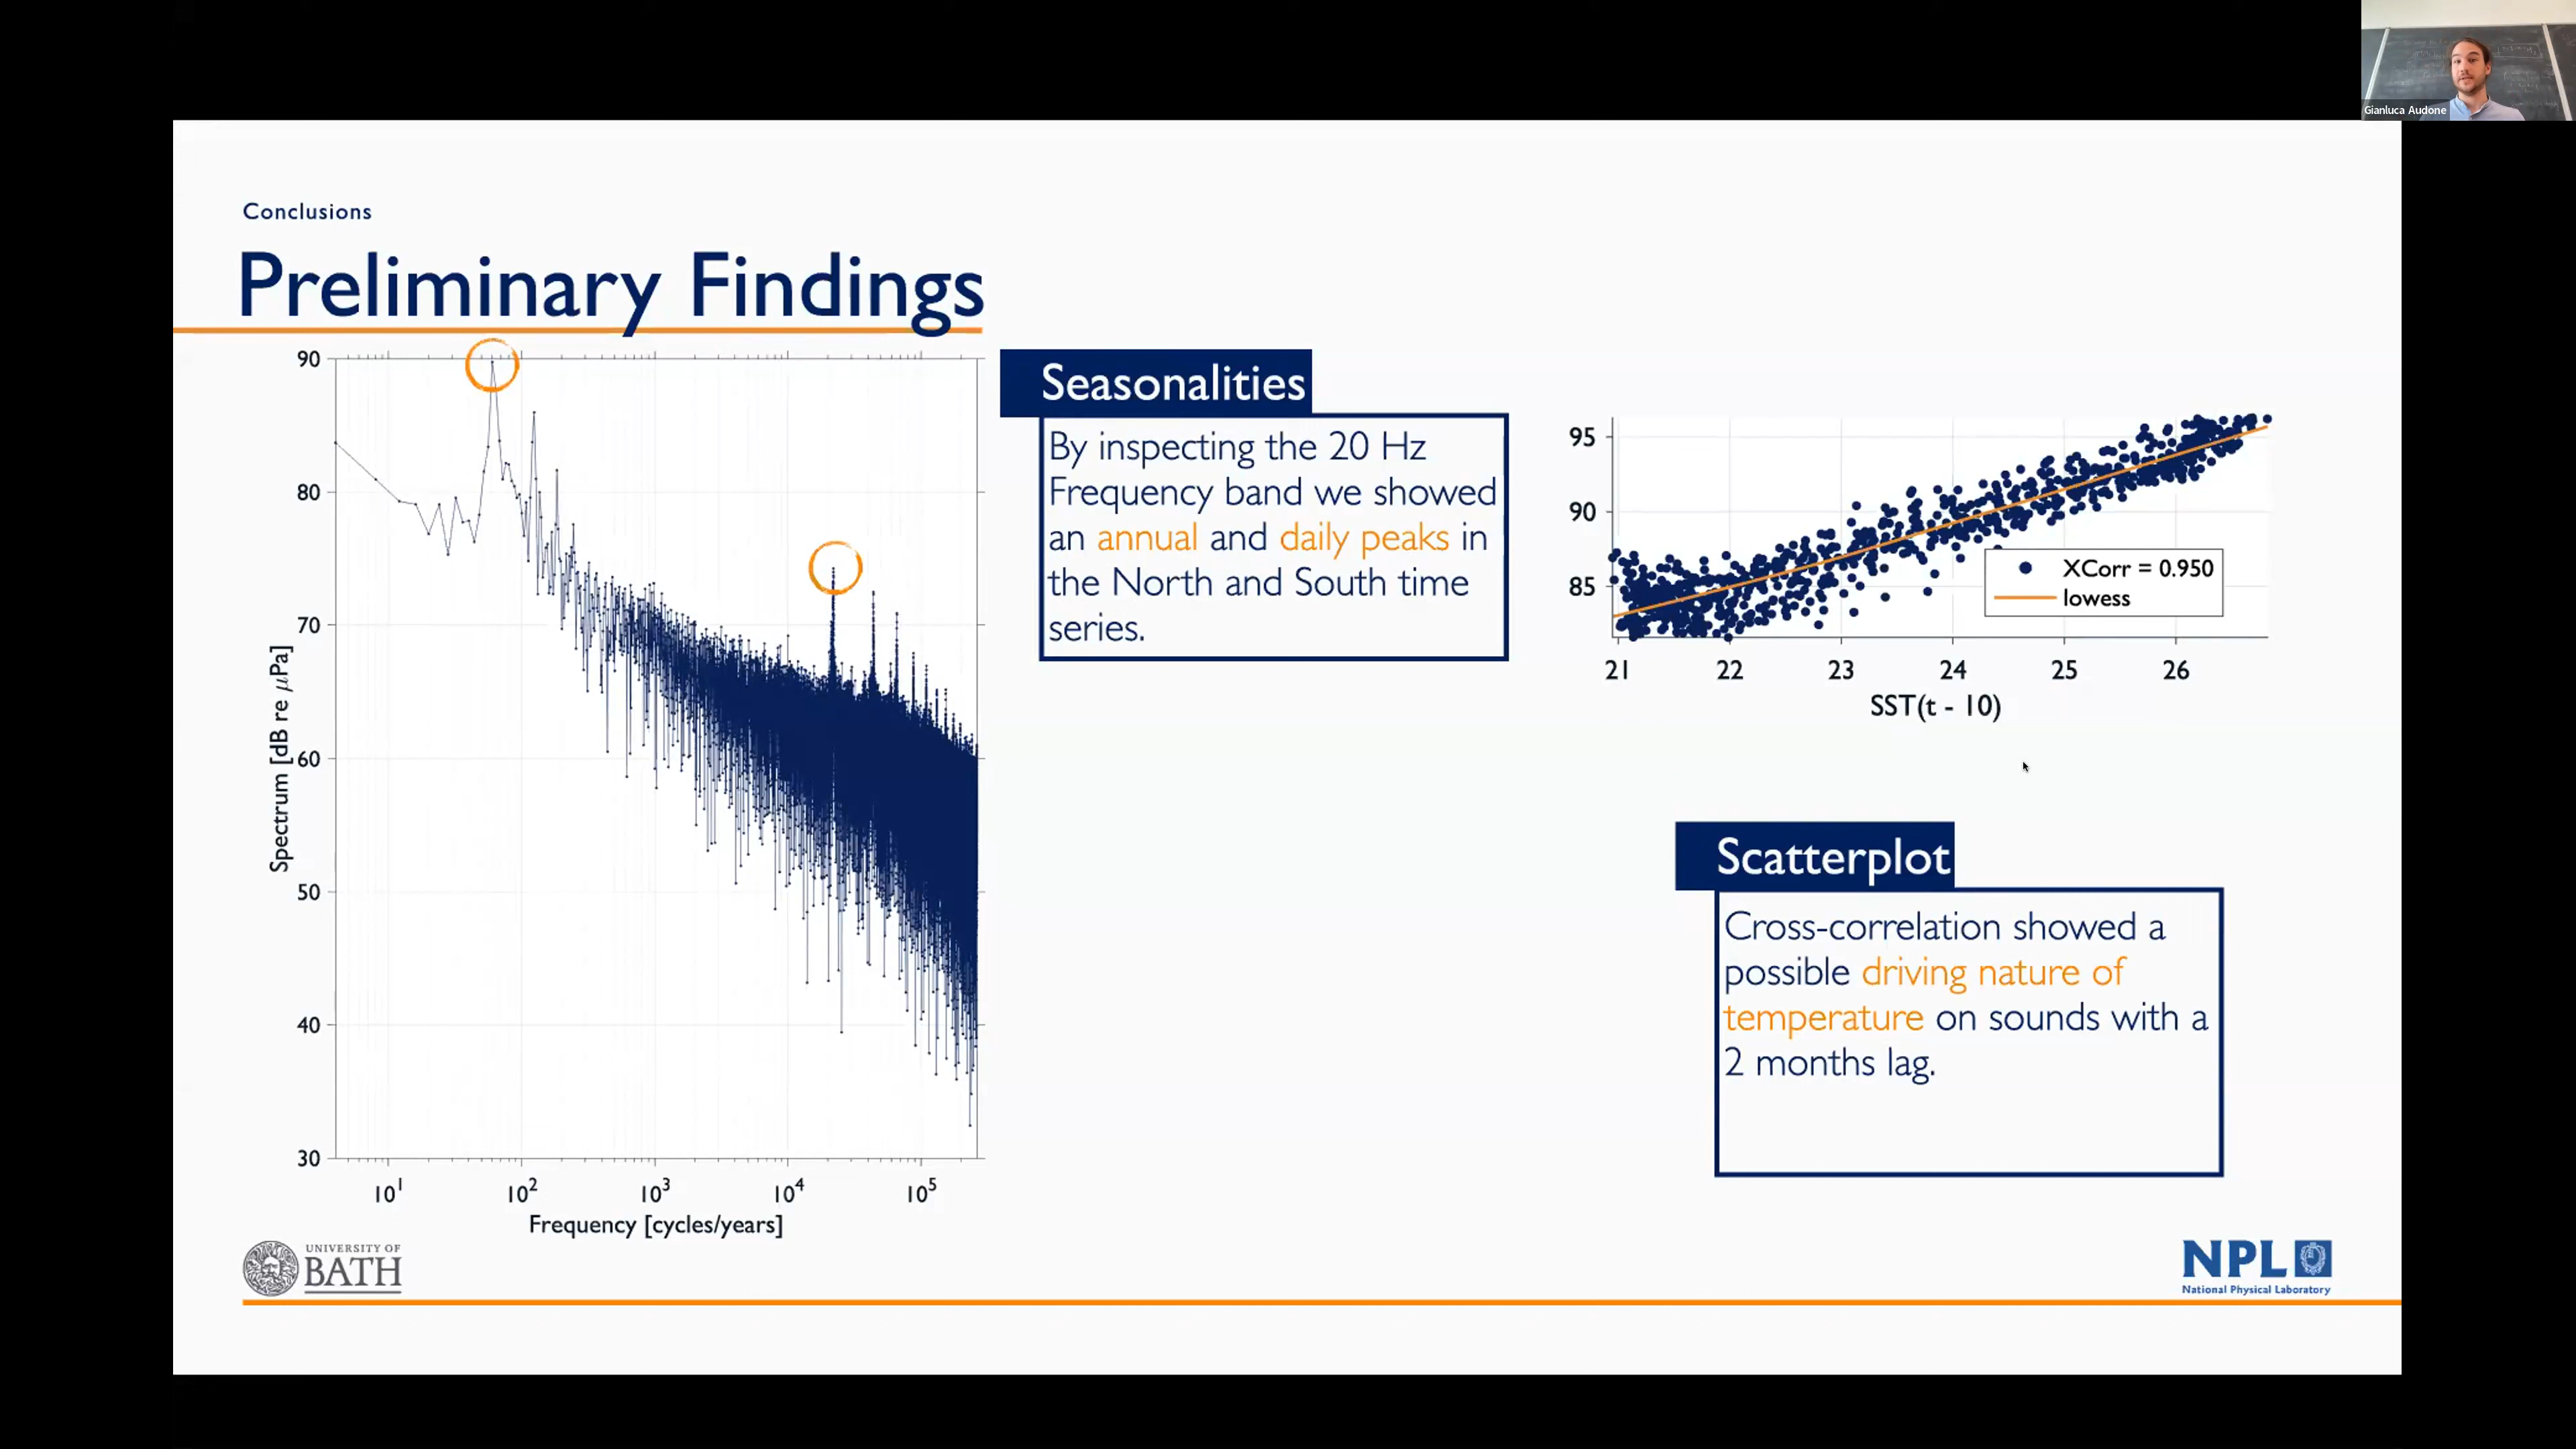 Gianluca Audone
Conclusions
Preliminary Findings
90
80
70
60
50
40
30
Spectrum [dB re μPa]
10¹ 10² 10³ 10⁴ 10⁵
Frequency [cycles/years]
Seasonalities
By inspecting the 20 Hz
Frequency band we showed
an annual and daily peaks in
the North and South time
series.
95
90
85
XCorr = 0.950
lowess
21 22 23 24 25 26
SST(t - 10)
Scatterplot
Cross-correlation showed a
possible driving nature of
temperature on sounds with a
2 months lag.
UNIVERSITY OF
BATH
NPL
National Physical Laboratory